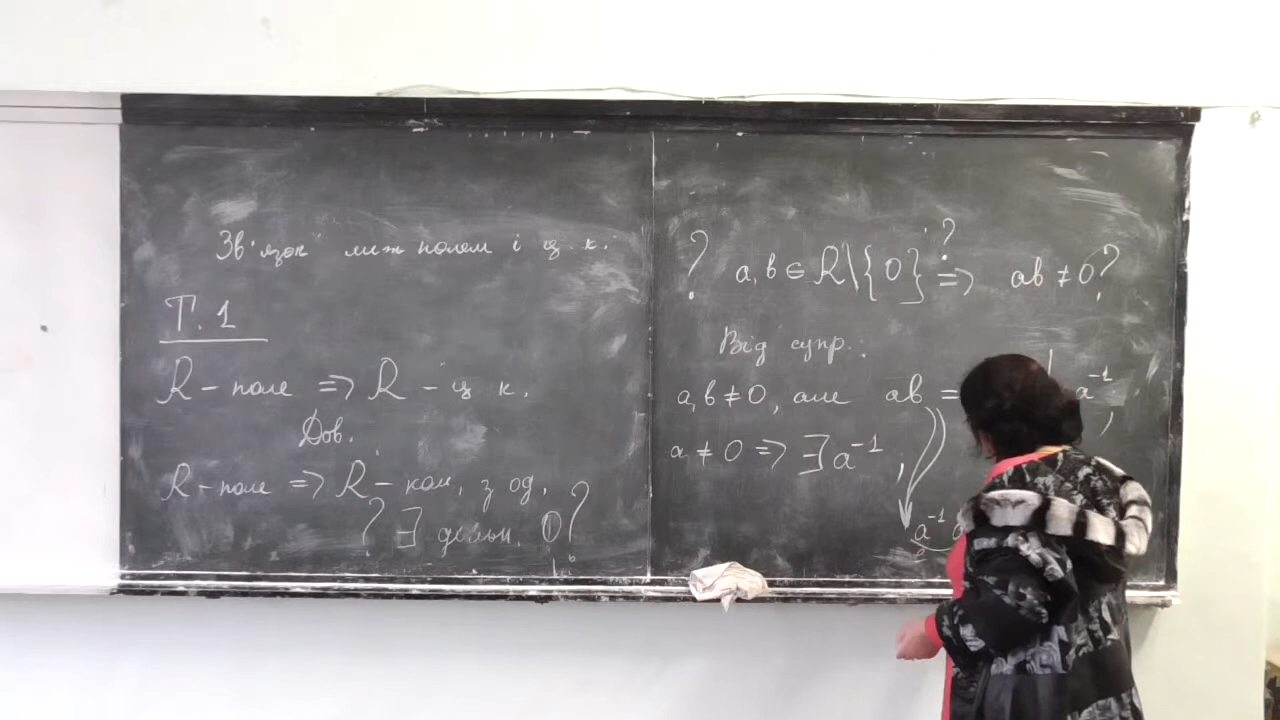 Зв'язок між полем і ц. к.
Т. 1
R – поле => R – ц. к.
Дов.
R – поле => R – ком. з од.
? ∃ дільн. 0 ?
? a, b ∈ R\{0} ?=> ab ≠ 0 ?
Від супр.:
a, b ≠ 0, але ab =
a⁻¹
a ≠ 0 => ∃ a⁻¹,
a⁻¹
e